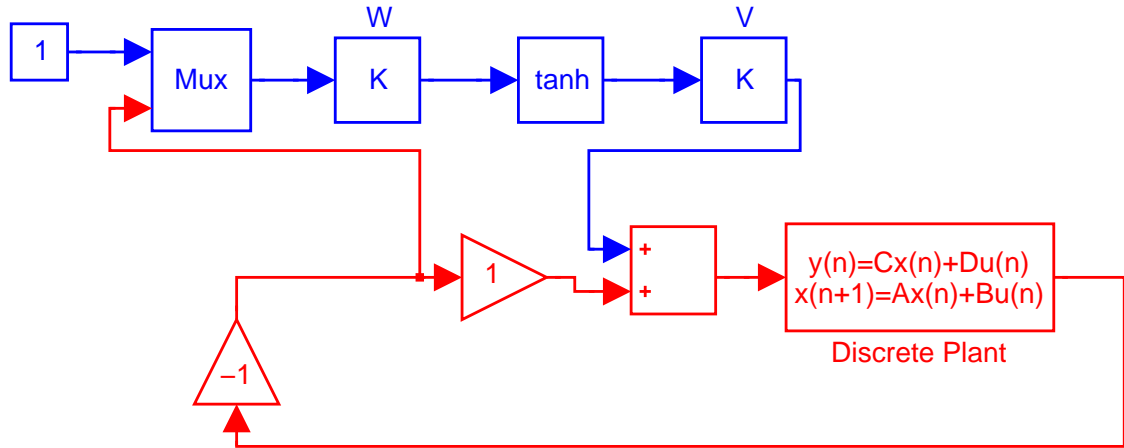 W
V
1
Mux
K
tanh
K
1
+
+
y(n)=Cx(n)+Du(n)
x(n+1)=Ax(n)+Bu(n)
Discrete Plant
–1